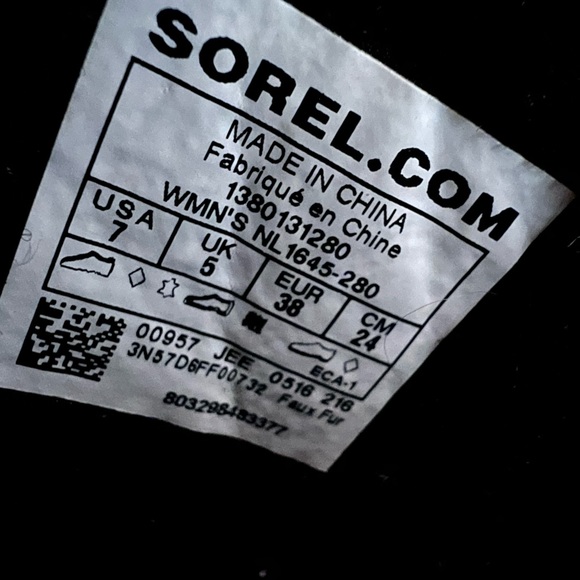 SOREL.COM
MADE IN CHINA
Fabriqué en Chine
1380131280
WMN'S NL1645-280
USA UK EUR CM
7 5 38 24
ECA-1
00957 JEE 0516 216
3N57D6FF00732 Faux Fur
803298483377